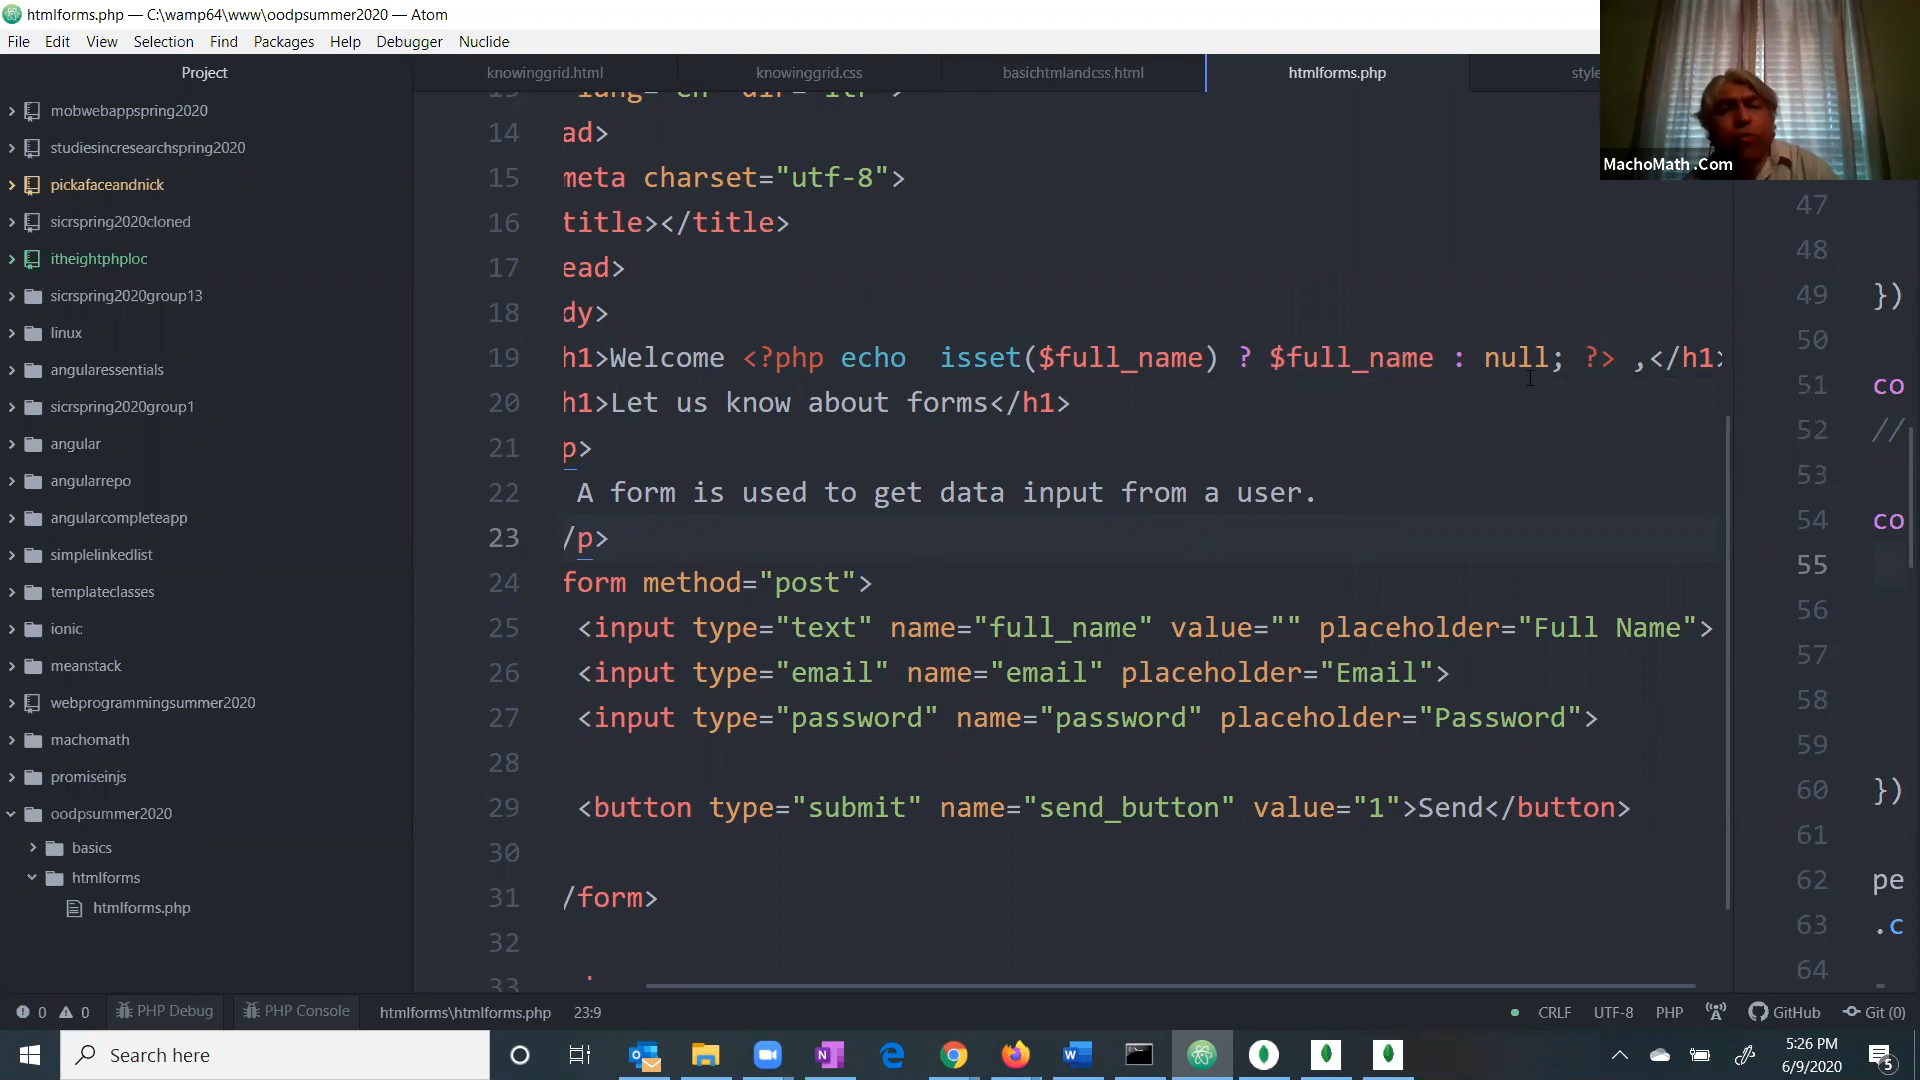 htmlforms.php — C:\wamp64\www\oodpsummer2020 — Atom
File Edit View Selection Find Packages Help Debugger Nuclide
Project
knowinggrid.html
knowinggrid.css
basichtmlandcss.html
htmlforms.php
style
MachoMath .Com
mobwebappspring2020
studiesincresearchspring2020
pickafaceandnick
sicrspring2020cloned
itheightphploc
sicrspring2020group13
linux
angularessentials
sicrspring2020group1
angular
angularrepo
angularcompleteapp
simplelinkedlist
templateclasses
ionic
meanstack
webprogrammingsummer2020
machomath
promiseinjs
oodpsummer2020
basics
htmlforms
htmlforms.php
14 ad>
15 meta charset="utf-8">
16 title></title>
17 ead>
18 dy>
19 h1>Welcome <?php echo  isset($full_name) ? $full_name : null; ?> ,</h1>
20 h1>Let us know about forms</h1>
21 p>
22 A form is used to get data input from a user.
23 /p>
24 form method="post">
25 <input type="text" name="full_name" value="" placeholder="Full Name">
26 <input type="email" name="email" placeholder="Email">
27 <input type="password" name="password" placeholder="Password">
28
29 <button type="submit" name="send_button" value="1">Send</button>
30
31 /form>
32
33
47
48
49 })
50
51 co
52 //
53
54 co
55
56
57
58
59
60 })
61
62 pe
63 .c
64
0 0 PHP Debug PHP Console htmlforms\htmlforms.php 23:9 CRLF UTF-8 PHP GitHub Git (0)
Search here
5:26 PM
6/9/2020
5